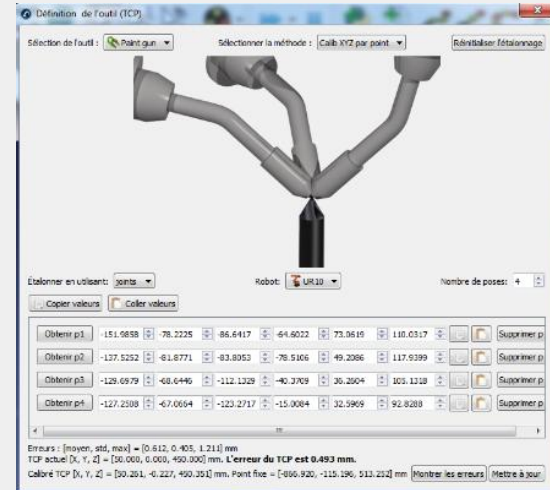 Définition de l'outil (TCP)
Sélection de l'outil : Paint gun Sélectionner la méthode : Calib XYZ par point Réinitialiser l'étalonnage
Étalonner en utilisant: joints Robot: UR10 Nombre de poses: 4
Copier valeurs Coller valeurs
Obtenir p1 -151.9858 -78.2225 -86.6417 -64.6022 73.0619 110.0317 Supprimer p
Obtenir p2 -137.5252 -81.8771 -83.8053 -78.5106 49.2086 117.9399 Supprimer p
Obtenir p3 -129.6979 -68.6446 -112.1329 -40.3709 36.2604 105.1318 Supprimer p
Obtenir p4 -127.2508 -67.0664 -123.2717 -15.0084 32.5969 92.8288 Supprimer p
Erreurs : [moyen, std, max] = [0.612, 0.405, 1.211] mm
TCP actuel [X, Y, Z] = [50.000, 0.000, 450.000] mm. L'erreur du TCP est 0.493 mm.
Calibré TCP [X, Y, Z] = [50.261, -0.227, 450.351] mm. Point fixe = [-866.920, -115.196, 513.252] mm Montrer les erreurs Mettre à jour